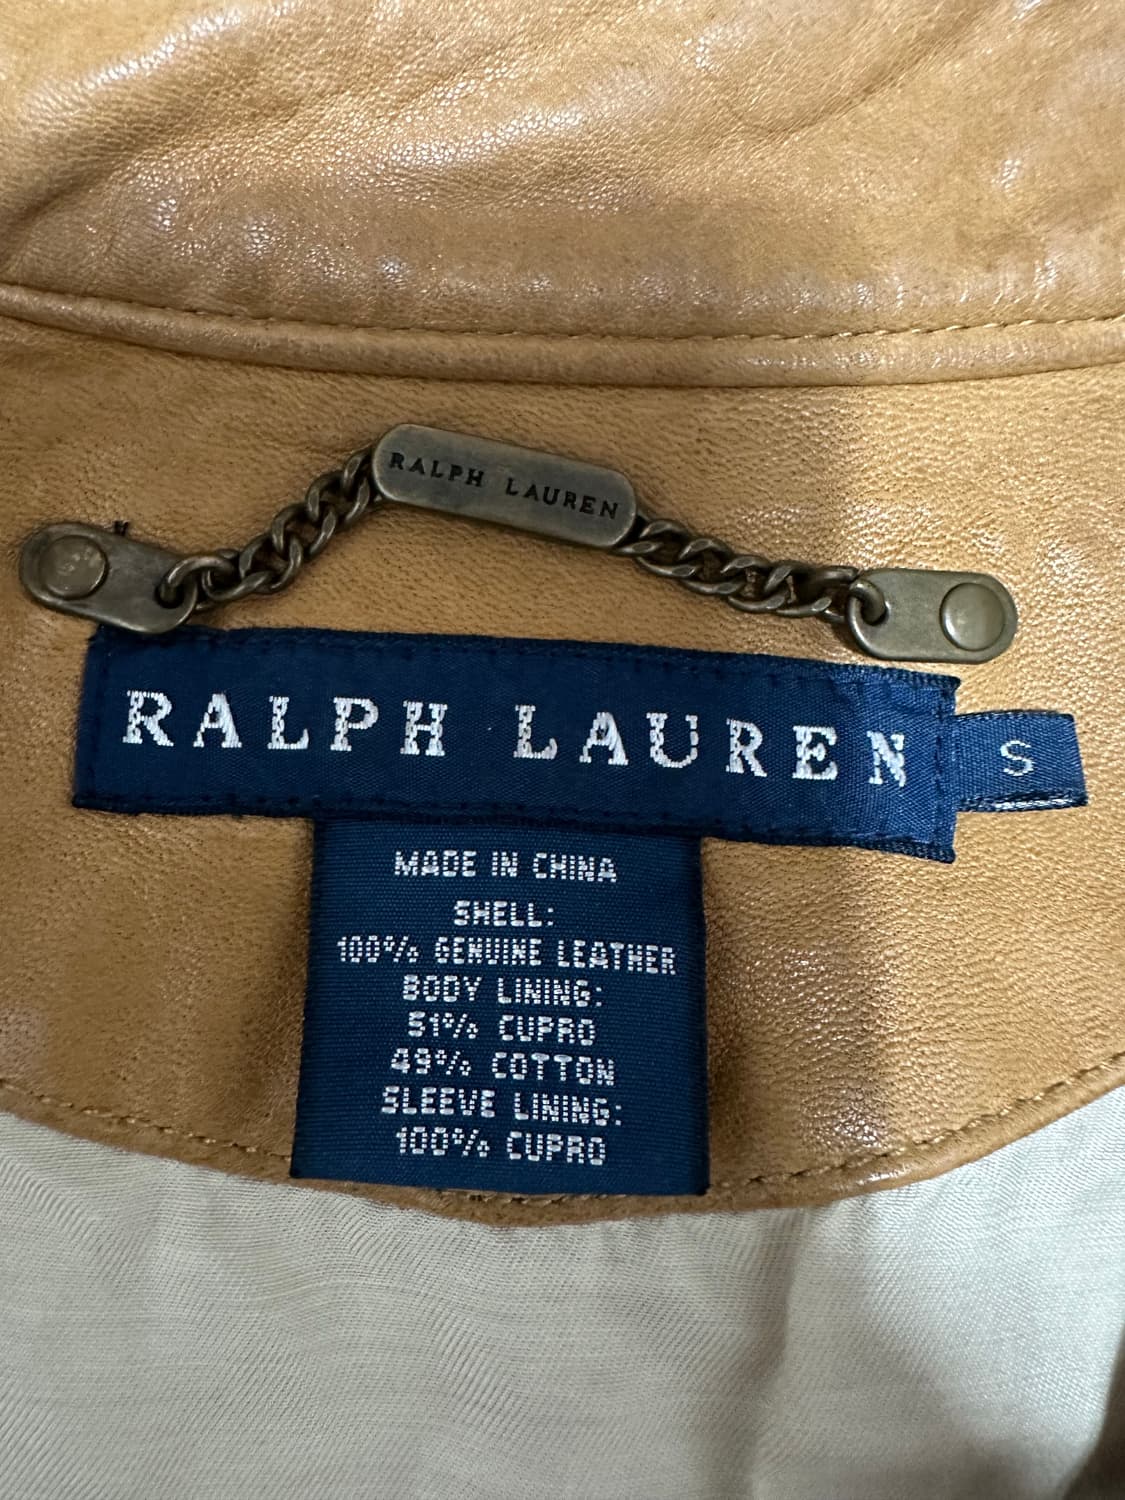 RALPH LAUREN
RALPH LAUREN
S
MADE IN CHINA
SHELL:
100% GENUINE LEATHER
BODY LINING:
51% CUPRO
49% COTTON
SLEEVE LINING:
100% CUPRO